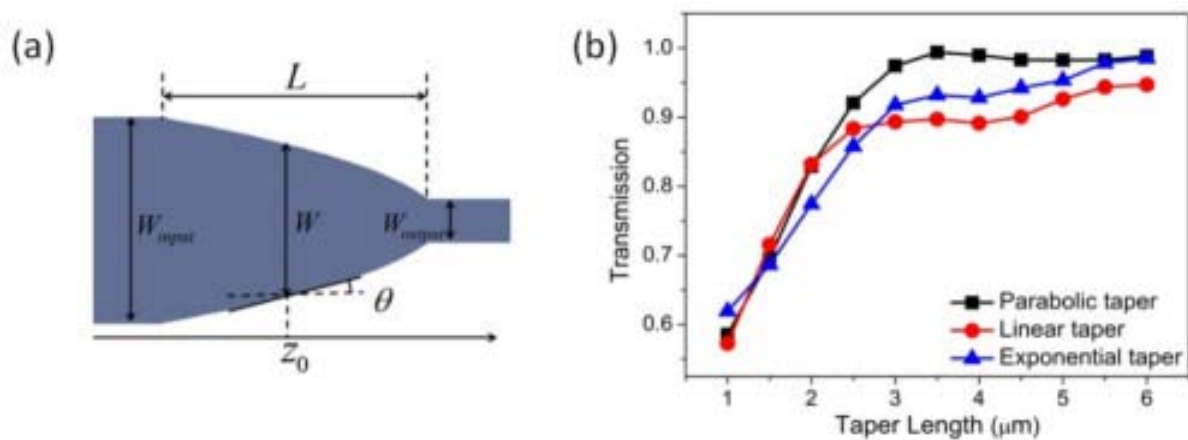 (a)
L
W_input
W
W_output
θ
z_0
(b)
Transmission
1.0
0.9
0.8
0.7
0.6
Parabolic taper
Linear taper
Exponential taper
1 2 3 4 5 6
Taper Length (μm)